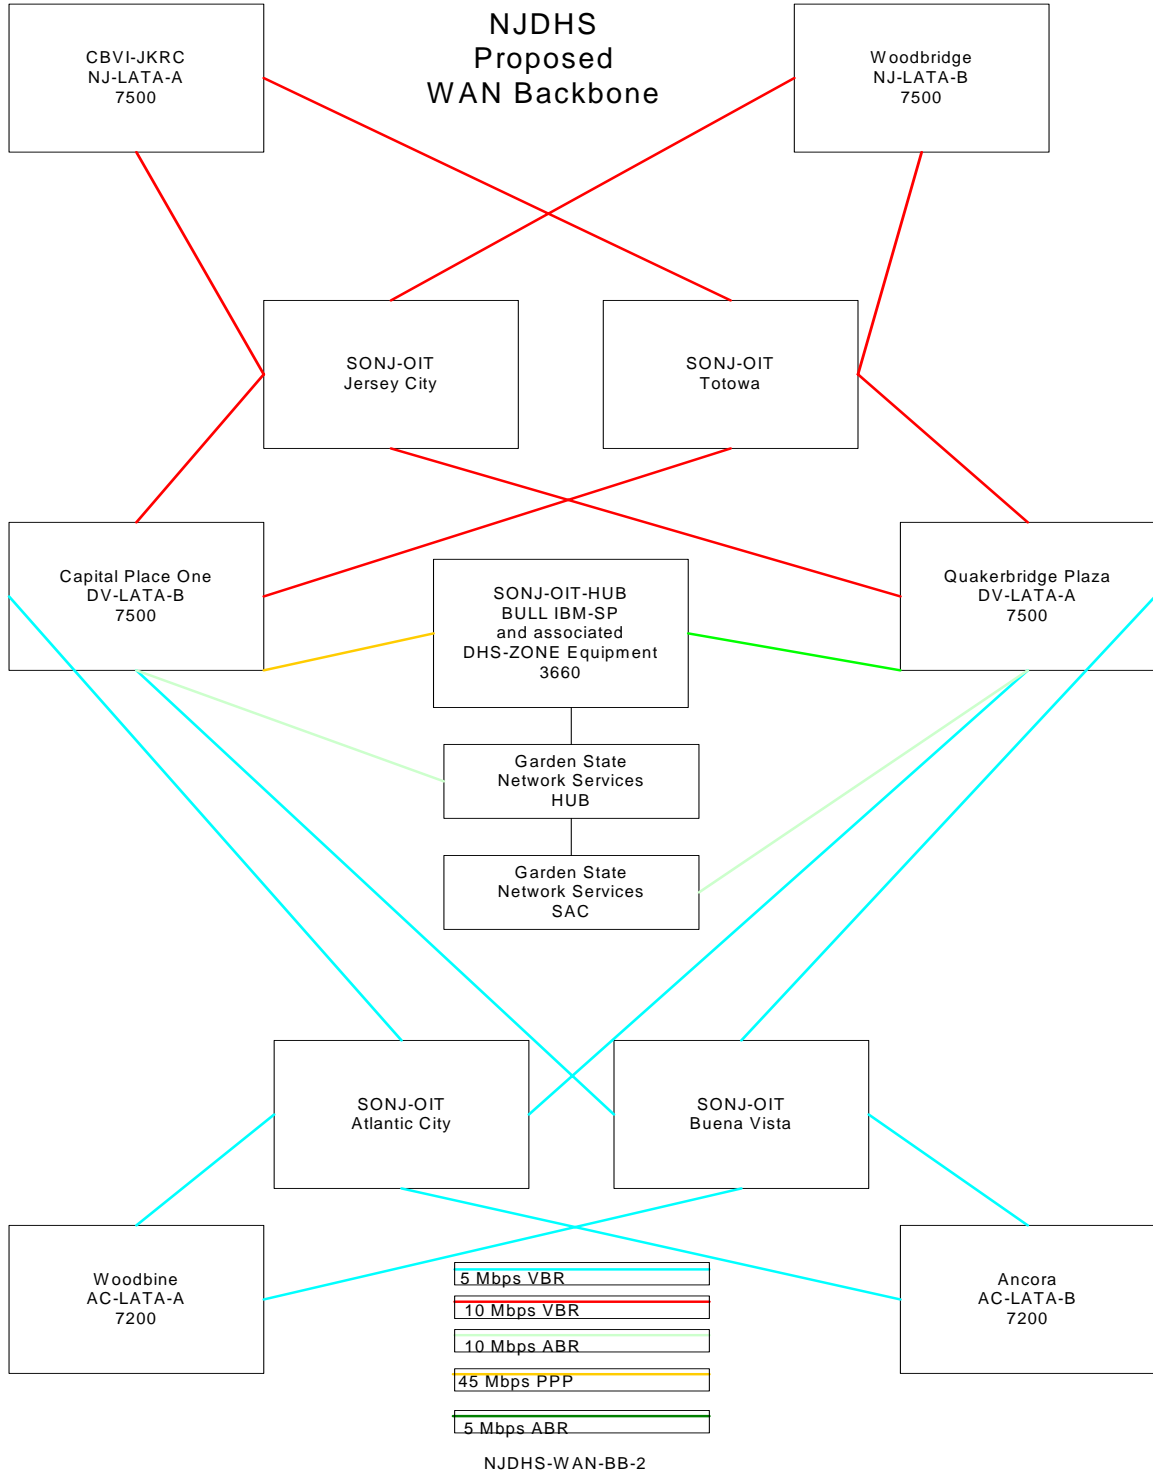 NJDHS
Proposed
WAN Backbone
CBVI-JKRC
NJ-LATA-A
7500
Woodbridge
NJ-LATA-B
7500
SONJ-OIT
Jersey City
SONJ-OIT
Totowa
Capital Place One
DV-LATA-B
7500
SONJ-OIT-HUB
BULL IBM-SP
and associated
DHS-ZONE Equipment
3660
Quakerbridge Plaza
DV-LATA-A
7500
Garden State
Network Services
HUB
Garden State
Network Services
SAC
SONJ-OIT
Atlantic City
SONJ-OIT
Buena Vista
Woodbine
AC-LATA-A
7200
Ancora
AC-LATA-B
7200
5 Mbps VBR
10 Mbps VBR
10 Mbps ABR
45 Mbps PPP
5 Mbps ABR
NJDHS-WAN-BB-2